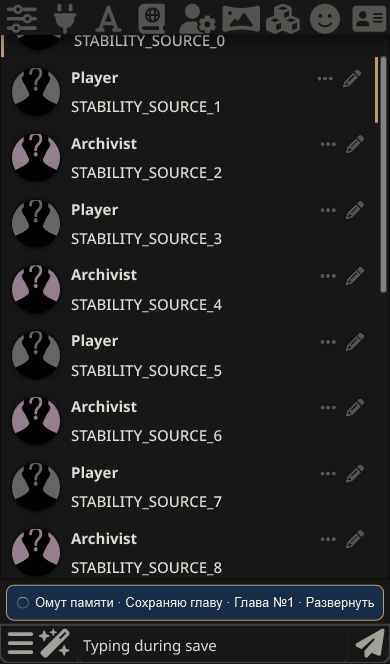 STABILITY_SOURCE_0
Player
STABILITY_SOURCE_1
Archivist
STABILITY_SOURCE_2
Player
STABILITY_SOURCE_3
Archivist
STABILITY_SOURCE_4
Player
STABILITY_SOURCE_5
Archivist
STABILITY_SOURCE_6
Player
STABILITY_SOURCE_7
Archivist
STABILITY_SOURCE_8
Омут памяти · Сохраняю главу · Глава №1 · Развернуть
Typing during save